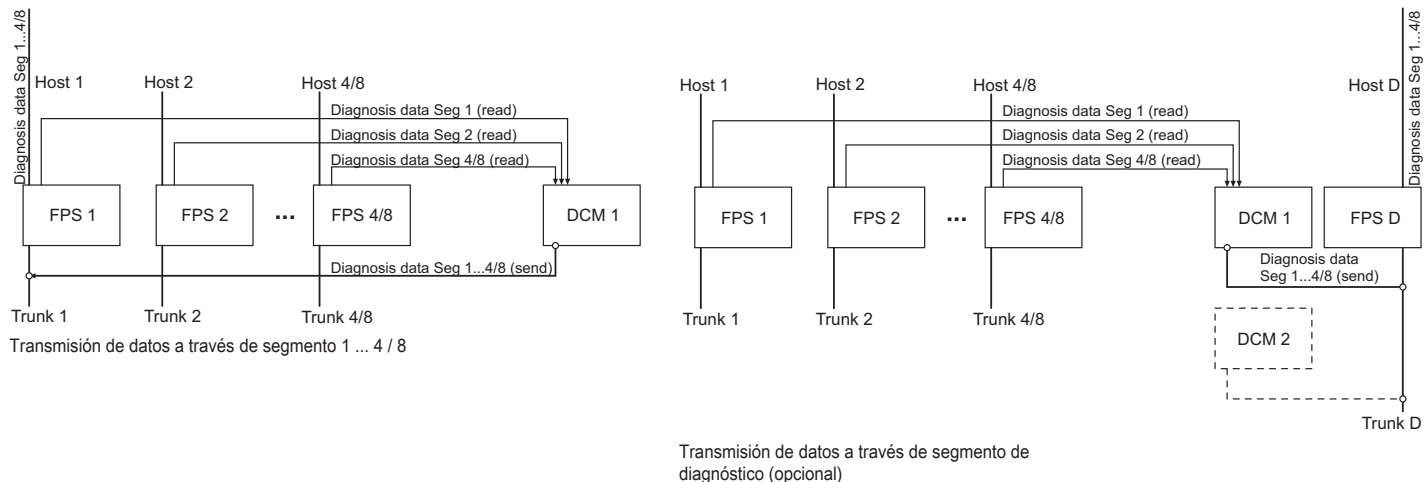 Diagnosis data Seg 1...4/8
Host 1
Host 2
Host 4/8
Diagnosis data Seg 1 (read)
Diagnosis data Seg 2 (read)
Diagnosis data Seg 4/8 (read)
FPS 1
FPS 2
...
FPS 4/8
DCM 1
Diagnosis data Seg 1...4/8 (send)
Trunk 1
Trunk 2
Trunk 4/8
Transmisión de datos a través de segmento 1 ... 4 / 8
Host 1
Host 2
Host 4/8
Host D
Diagnosis data Seg 1...4/8
Diagnosis data Seg 1 (read)
Diagnosis data Seg 2 (read)
Diagnosis data Seg 4/8 (read)
FPS 1
FPS 2
...
FPS 4/8
DCM 1
FPS D
Diagnosis data
Seg 1...4/8 (send)
Trunk 1
Trunk 2
Trunk 4/8
DCM 2
Trunk D
Transmisión de datos a través de segmento de
diagnóstico (opcional)